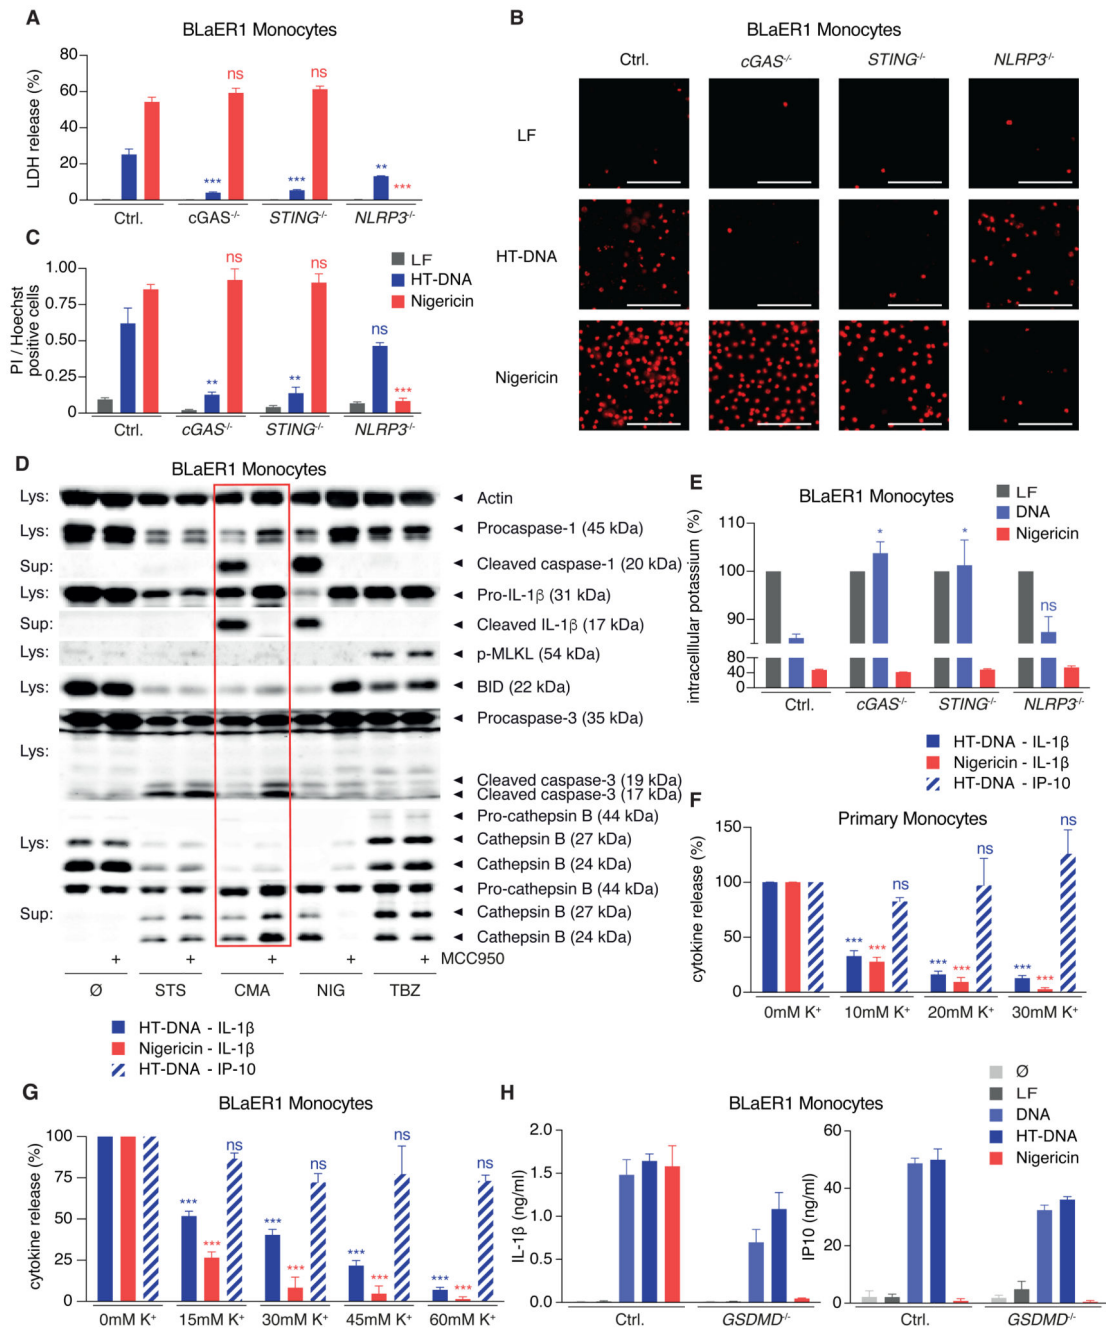 A
BLaER1 Monocytes
LDH release (%)
80
60
40
20
0
ns
ns
***
***
**
***
Ctrl.
cGAS-/-
STING-/-
NLRP3-/-
B
BLaER1 Monocytes
Ctrl.
cGAS-/-
STING-/-
NLRP3-/-
LF
HT-DNA
Nigericin
C
LF
HT-DNA
Nigericin
PI / Hoechst
positive cells
1.00
0.75
0.50
0.25
0
ns
ns
ns
**
**
***
Ctrl.
cGAS-/-
STING-/-
NLRP3-/-
D
BLaER1 Monocytes
Lys: ◄ Actin
Lys: ◄ Procaspase-1 (45 kDa)
Sup: ◄ Cleaved caspase-1 (20 kDa)
Lys: ◄ Pro-IL-1β (31 kDa)
Sup: ◄ Cleaved IL-1β (17 kDa)
Lys: ◄ p-MLKL (54 kDa)
Lys: ◄ BID (22 kDa)
◄ Procaspase-3 (35 kDa)
Lys:
◄ Cleaved caspase-3 (19 kDa)
◄ Cleaved caspase-3 (17 kDa)
◄ Pro-cathepsin B (44 kDa)
Lys: ◄ Cathepsin B (27 kDa)
◄ Cathepsin B (24 kDa)
◄ Pro-cathepsin B (44 kDa)
Sup: ◄ Cathepsin B (27 kDa)
◄ Cathepsin B (24 kDa)
+ + + + + MCC950
Ø STS CMA NIG TBZ
E
BLaER1 Monocytes
LF
DNA
Nigericin
intracelllular potassium (%)
110
100
90
80
40
0
*
*
ns
Ctrl.
cGAS-/-
STING-/-
NLRP3-/-
HT-DNA - IL-1β
Nigericin - IL-1β
HT-DNA - IP-10
F
Primary Monocytes
cytokine release (%)
150
100
50
0
ns
ns
ns
*** ***
*** ***
*** ***
0mM K+
10mM K+
20mM K+
30mM K+
HT-DNA - IL-1β
Nigericin - IL-1β
HT-DNA - IP-10
G
BLaER1 Monocytes
cytokine release (%)
100
75
50
25
0
ns
ns
ns
ns
*** ***
*** ***
*** ***
*** ***
0mM K+
15mM K+
30mM K+
45mM K+
60mM K+
H
BLaER1 Monocytes
Ø
LF
DNA
HT-DNA
Nigericin
IL-1β (ng/ml)
2.0
1.5
1.0
0.5
0.0
Ctrl.
GSDMD-/-
IP10 (ng/ml)
60
40
20
0
Ctrl.
GSDMD-/-